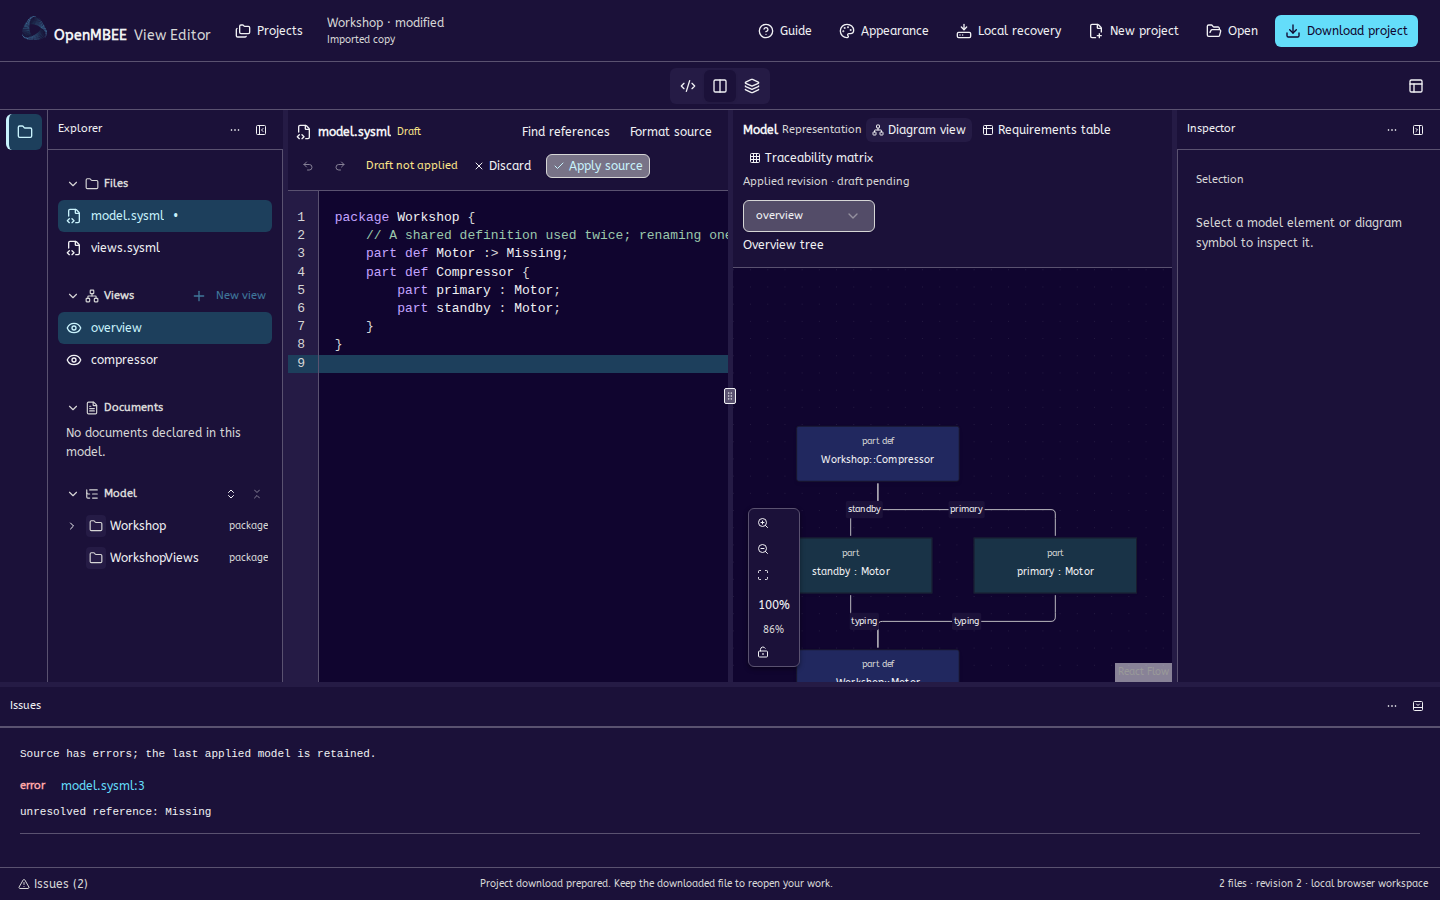 OpenMBEE View Editor
Projects
Workshop · modified
Imported copy
Guide
Appearance
Local recovery
New project
Open
Download project
Explorer
Files
model.sysml •
views.sysml
Views
New view
overview
compressor
Documents
No documents declared in this
model.
Model
Workshop package
WorkshopViews package
model.sysml Draft
Find references
Format source
Draft not applied
Discard
Apply source
1 package Workshop {
2 // A shared definition used twice; renaming one
3 part def Motor :> Missing;
4 part def Compressor {
5 part primary : Motor;
6 part standby : Motor;
7 }
8 }
9
Model Representation Diagram view Requirements table
Traceability matrix
Applied revision · draft pending
overview
Overview tree
part def
Workshop::Compressor
standby primary
part
standby : Motor
part
primary : Motor
typing typing
part def
Workshop::Motor
100%
86%
React Flow
Inspector
Selection
Select a model element or diagram
symbol to inspect it.
Issues
Source has errors; the last applied model is retained.
error model.sysml:3
unresolved reference: Missing
Issues (2)
Project download prepared. Keep the downloaded file to reopen your work.
2 files · revision 2 · local browser workspace